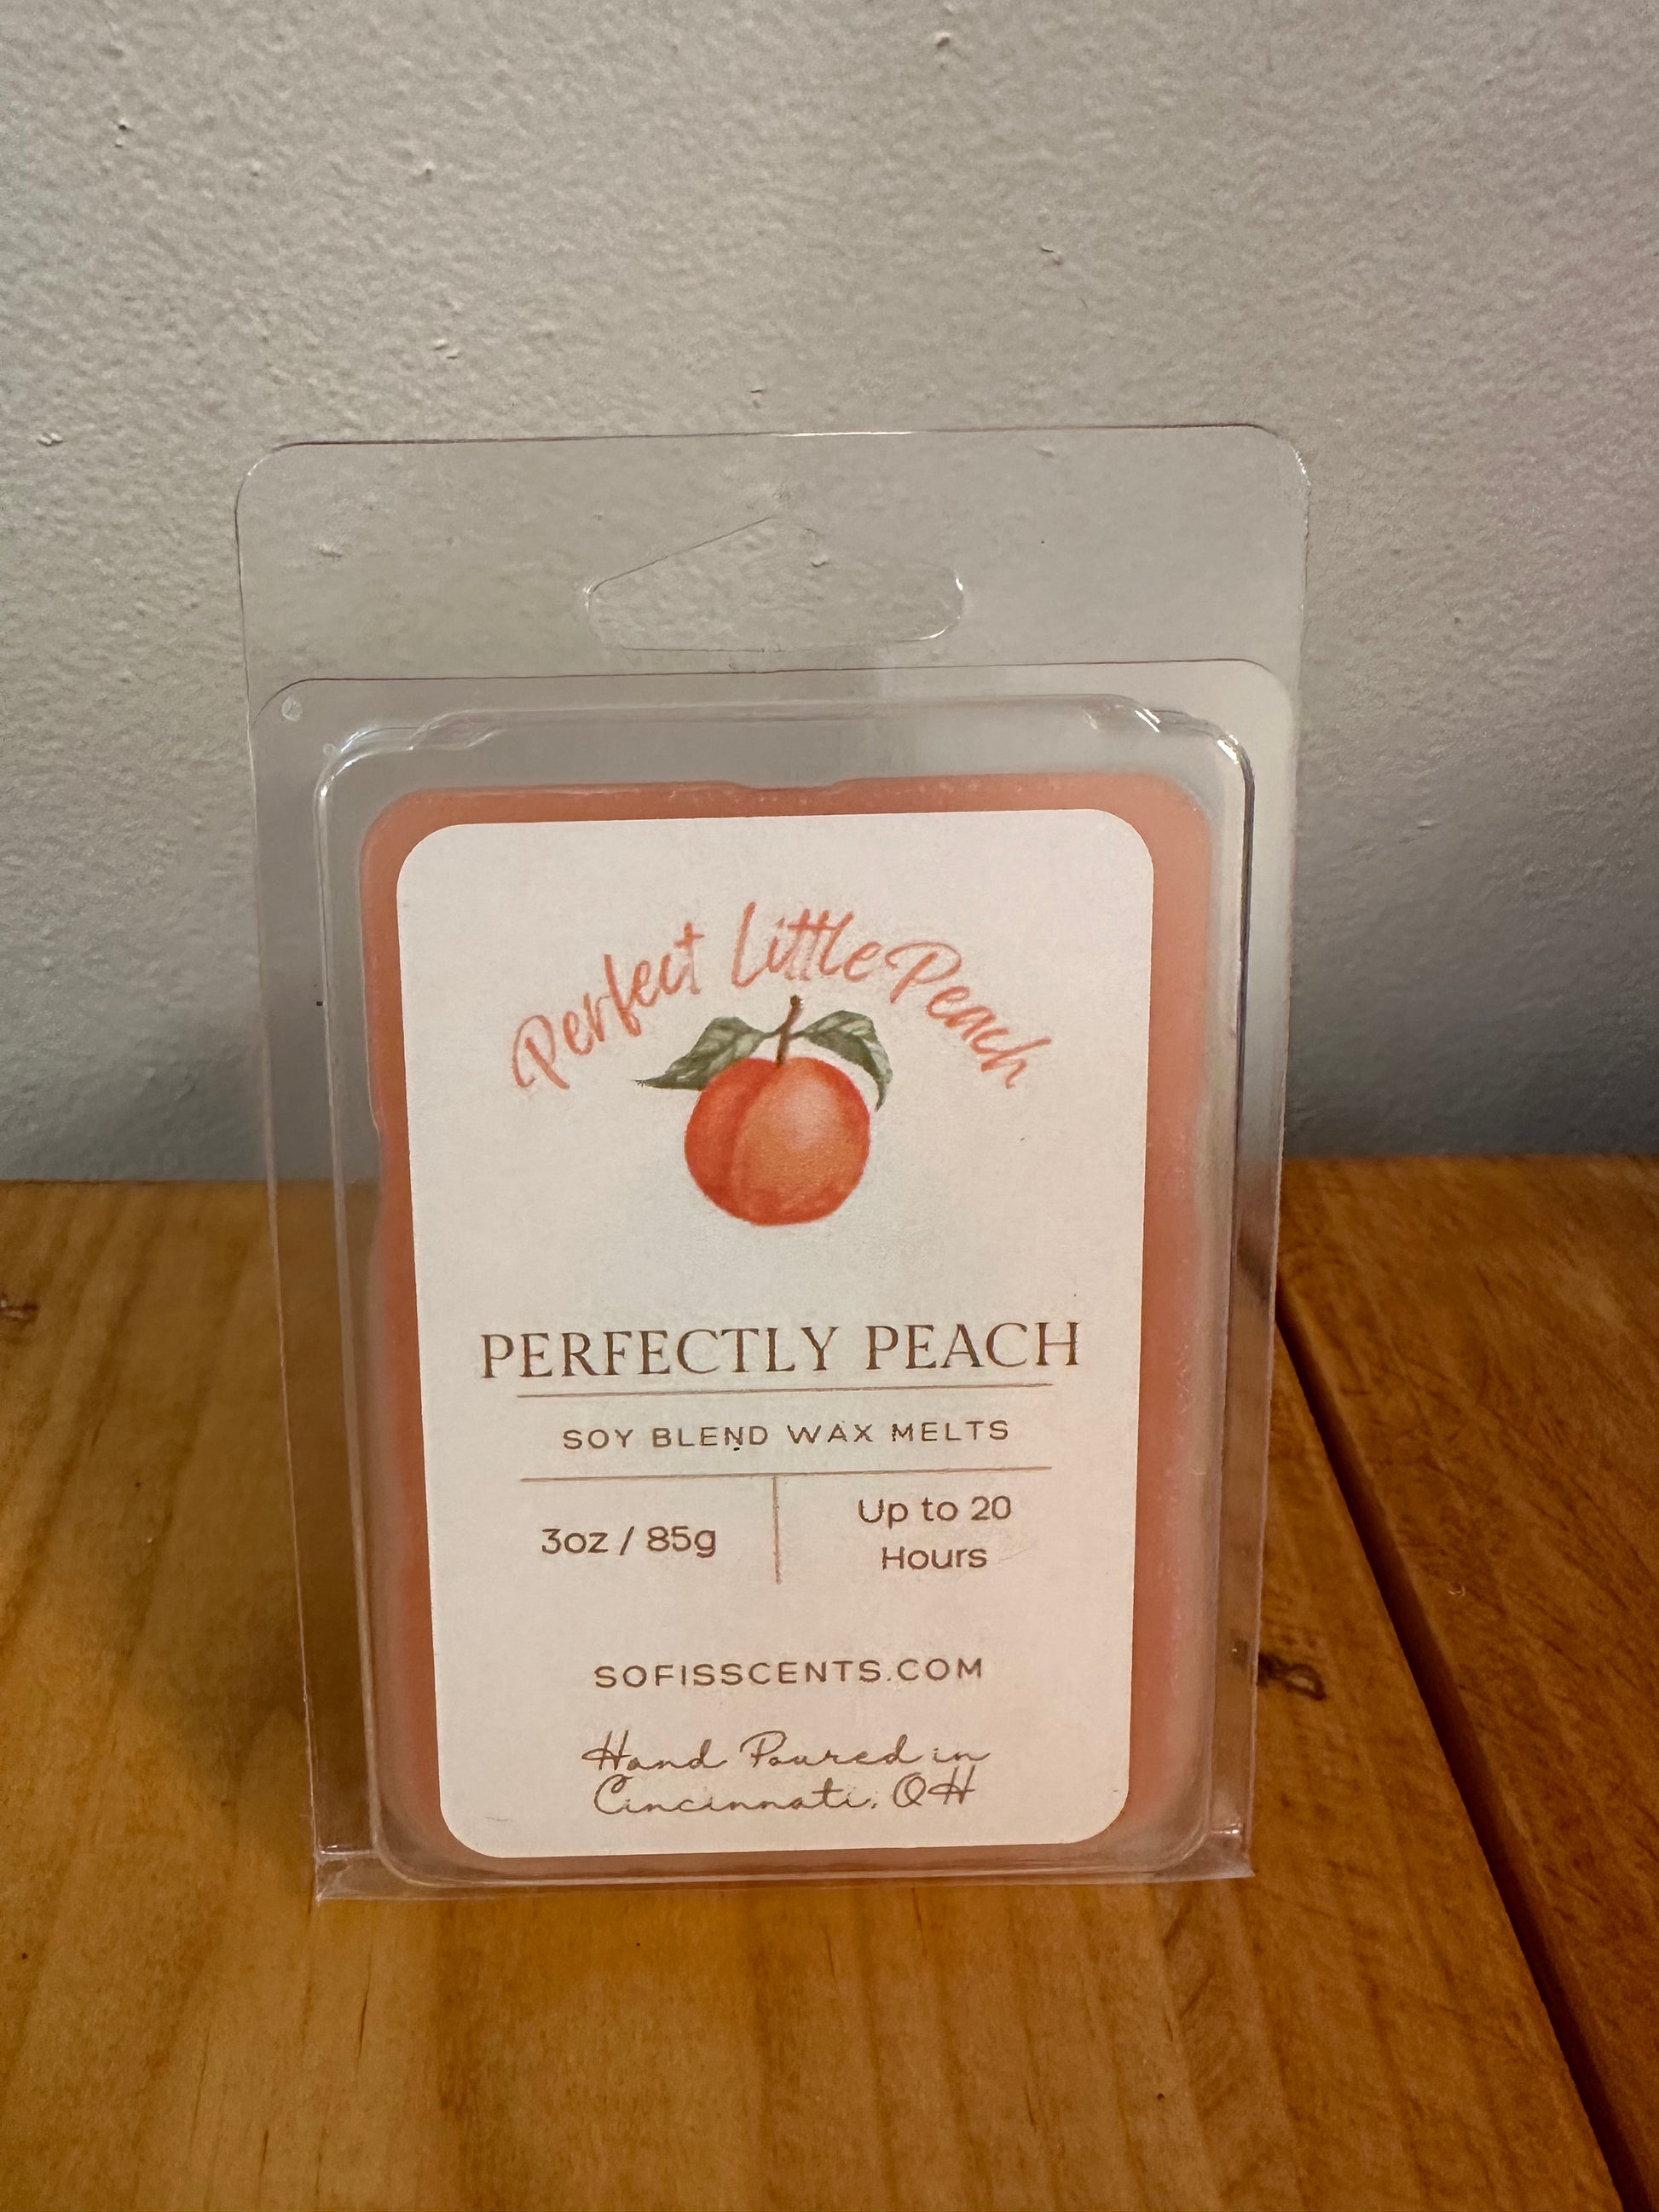 Perfect Little Peach
PERFECTLY PEACH
SOY BLEND WAX MELTS
3oz / 85g
Up to 20
Hours
SOFISSCENTS.COM
Hand Poured in
Cincinnati, OH